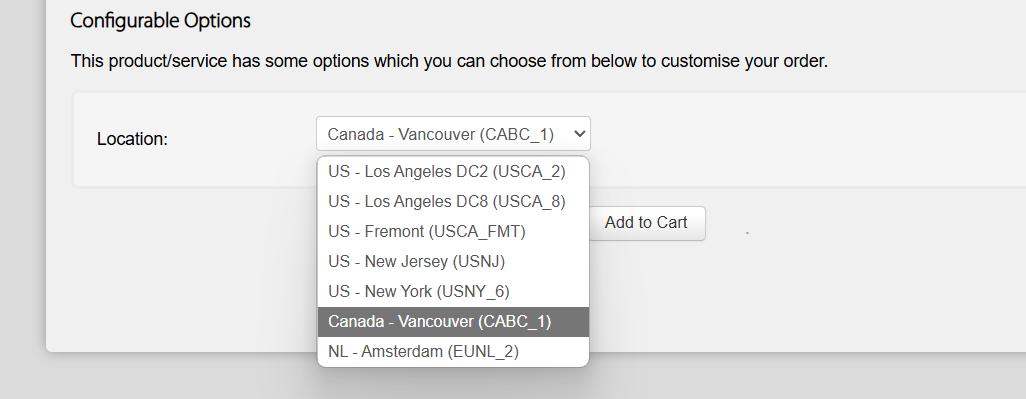 Configurable Options
This product/service has some options which you can choose from below to customise your order.
Location:
Canada - Vancouver (CABC_1)
US - Los Angeles DC2 (USCA_2)
US - Los Angeles DC8 (USCA_8)
US - Fremont (USCA_FMT)
US - New Jersey (USNJ)
US - New York (USNY_6)
Canada - Vancouver (CABC_1)
NL - Amsterdam (EUNL_2)
Add to Cart